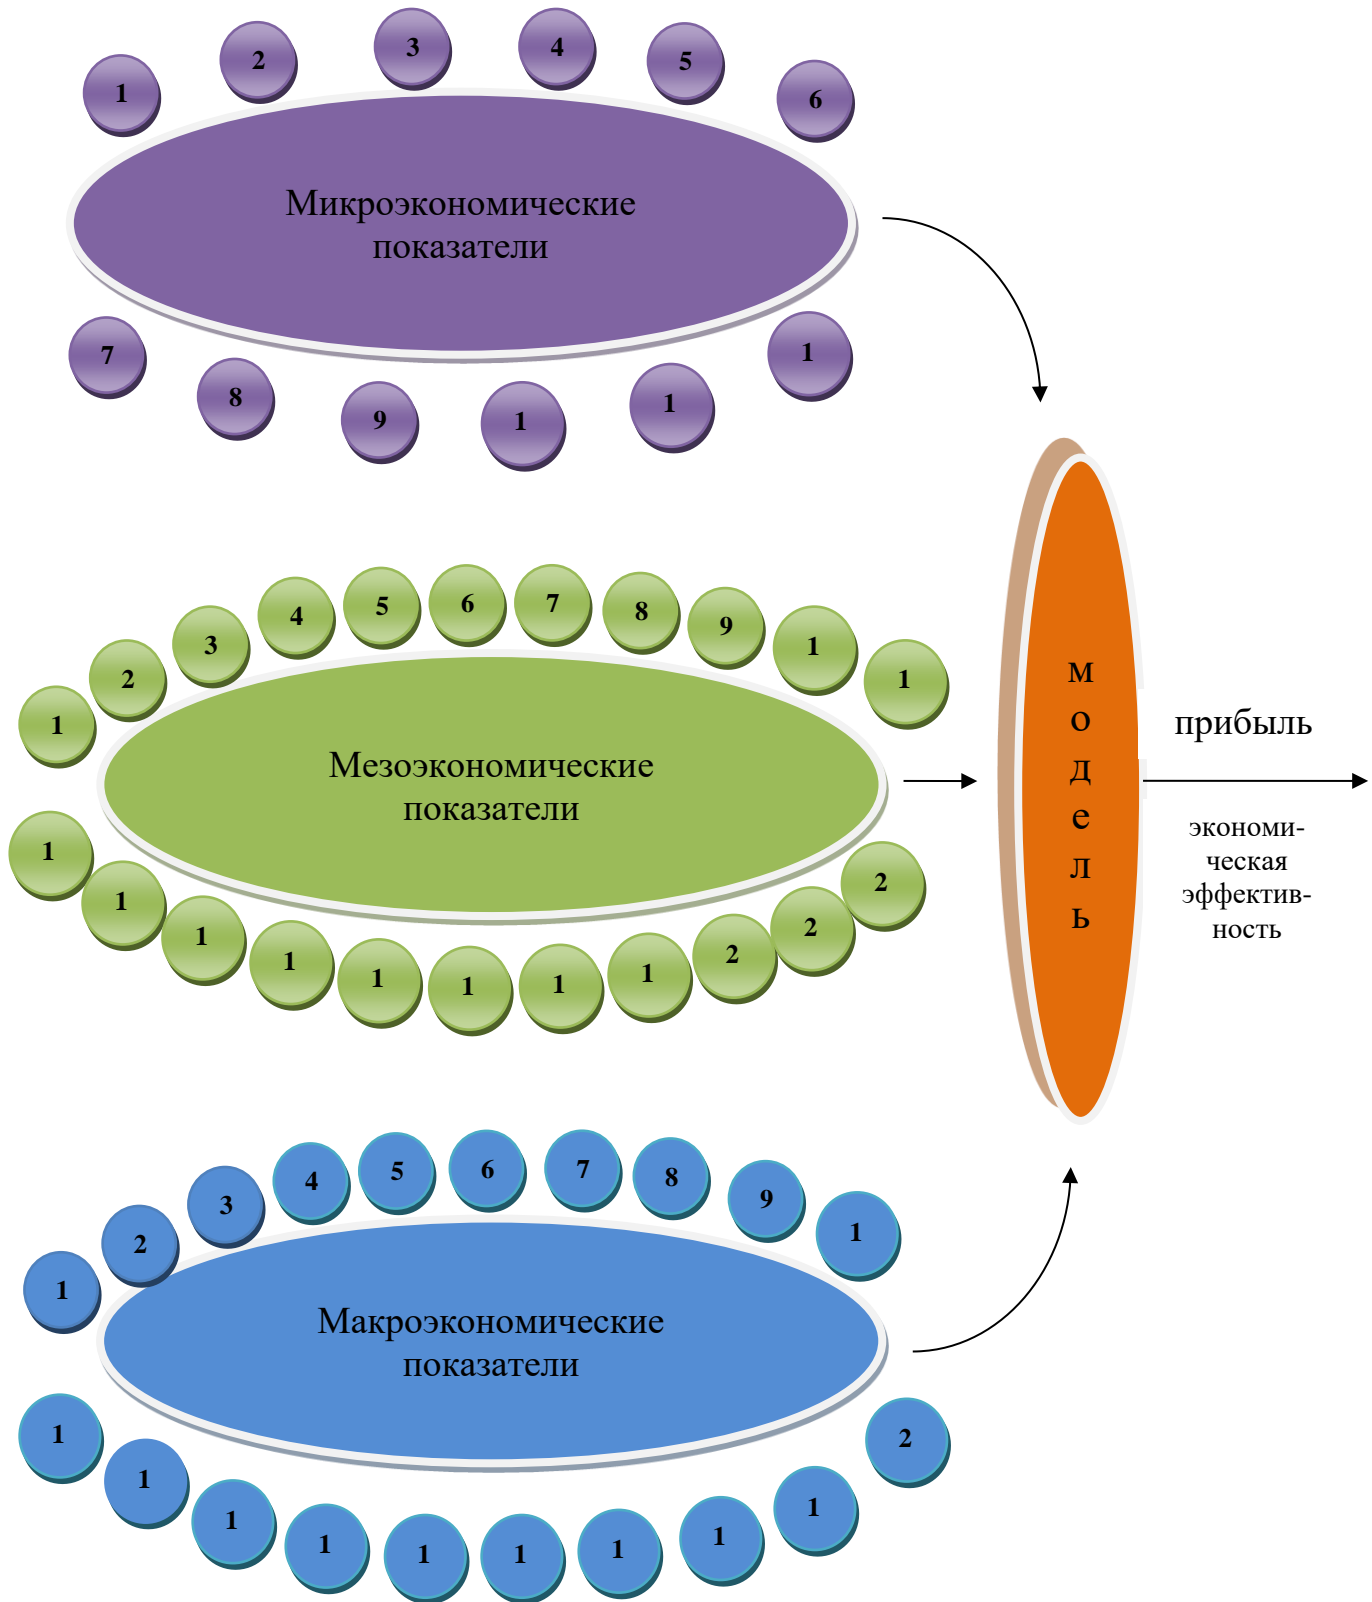 1 2 3 4 5 6
Микроэкономические
показатели
7 8 9 1 1 1
1 2 3 4 5 6 7 8 9 1 1
Мезоэкономические
показатели
1 1 1 1 1 1 1 1 2 2 2
1 2 3 4 5 6 7 8 9 1
Макроэкономические
показатели
1 1 1 1 1 1 1 1 1 2
м
о
д
е
л
ь
прибыль
экономи-
ческая
эффектив-
ность